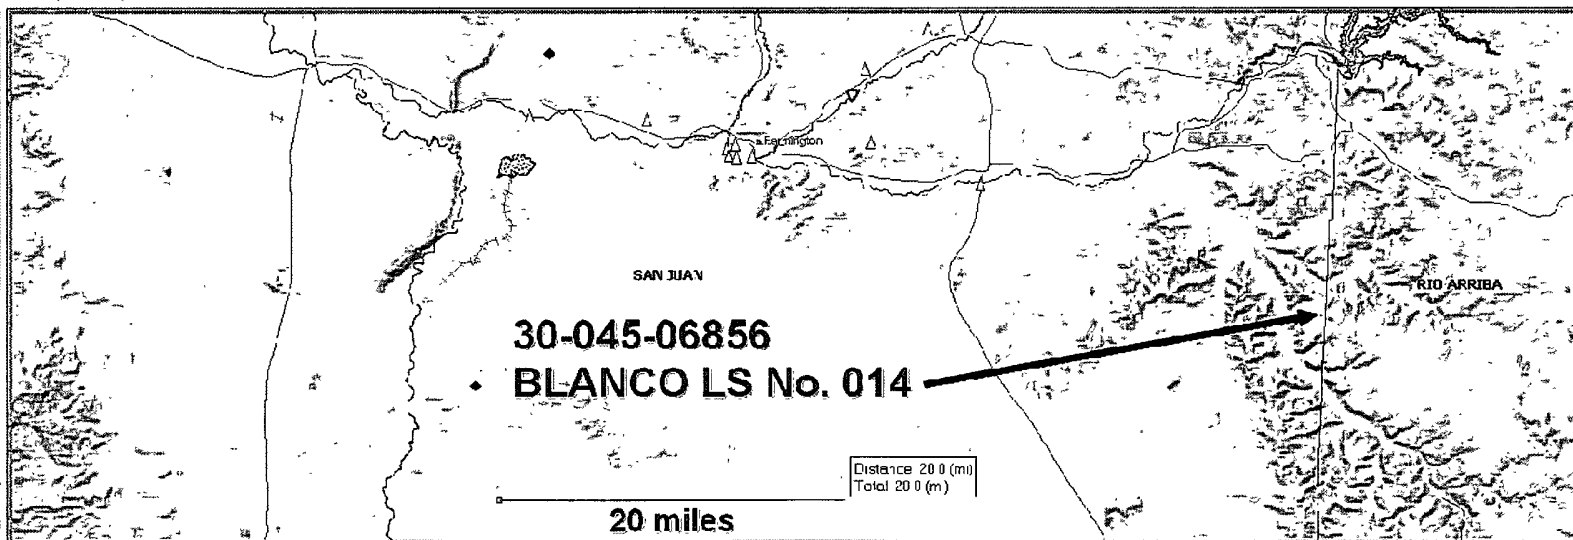 Farmington
SAN JUAN
RIO ARRIBA
30-045-06856
BLANCO LS No. 014
Distance 20 0 (mi)
Total 20 0 (m)
20 miles